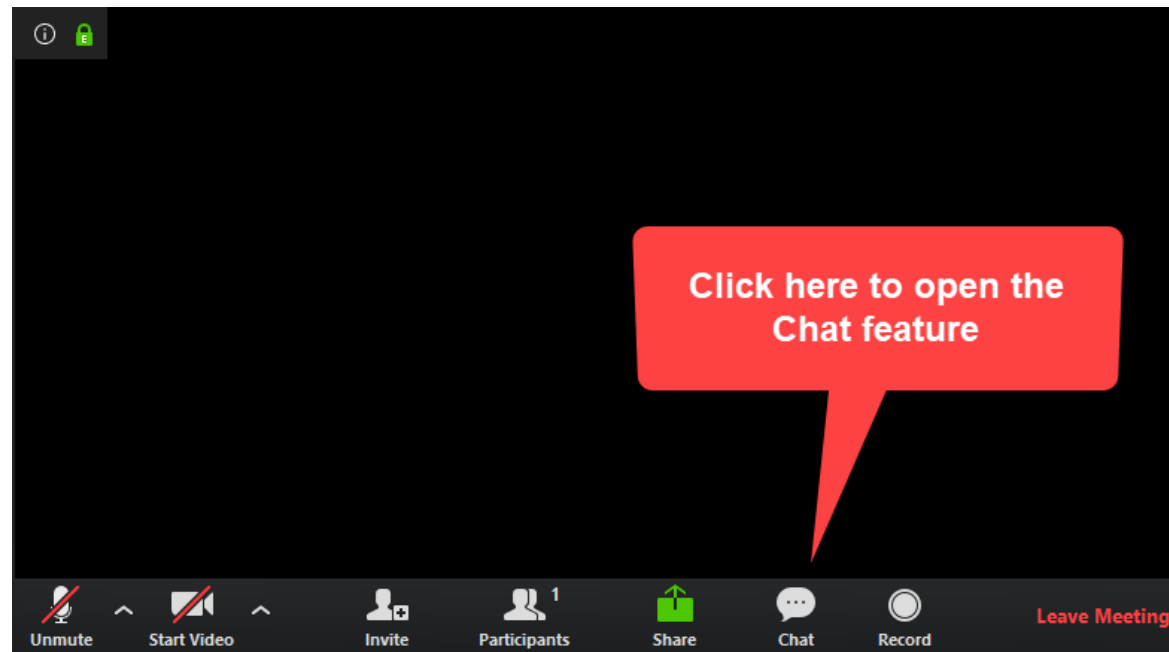 E
Click here to open the
Chat feature
1
Unmute Start Video Invite Participants Share Chat Record Leave Meeting